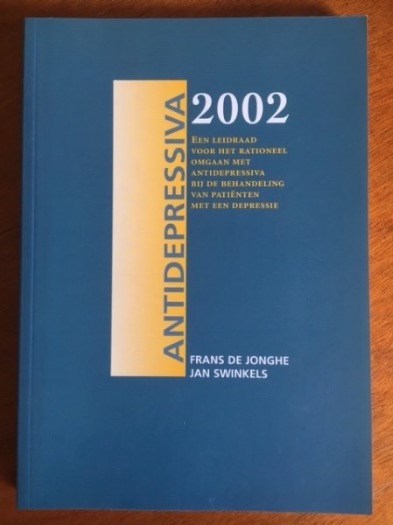 ANTIDEPRESSIVA
2002
EEN LEIDRAAD
VOOR HET RATIONEEL
OMGAAN MET
ANTIDEPRESSIVA
BIJ DE BEHANDELING
VAN PATIËNTEN
MET EEN DEPRESSIE
FRANS DE JONGHE
JAN SWINKELS